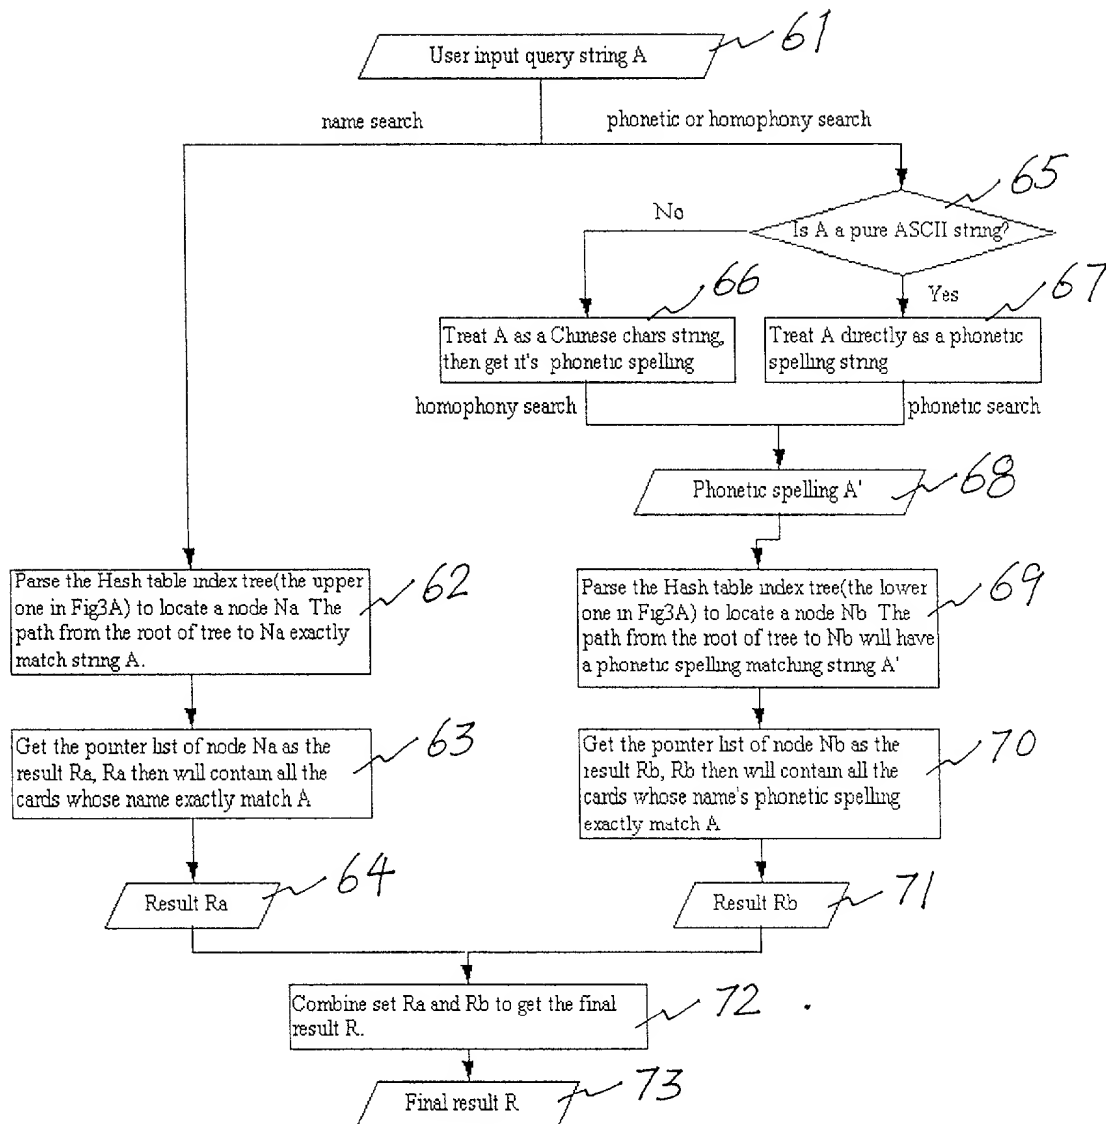 User input query string A
61
name search
phonetic or homophony search
65
Is A a pure ASCII string?
No
Yes
66
67
Treat A as a Chinese chars string,
then get it's phonetic spelling
Treat A directly as a phonetic
spelling string
homophony search
phonetic search
Phonetic spelling A'
68
Parse the Hash table index tree(the upper
one in Fig3A) to locate a node Na The
path from the root of tree to Na exactly
match string A.
62
Parse the Hash table index tree(the lower
one in Fig3A) to locate a node Nb The
path from the root of tree to Nb will have
a phonetic spelling matching string A'
69
Get the pointer list of node Na as the
result Ra, Ra then will contain all the
cards whose name exactly match A
63
Get the pointer list of node Nb as the
result Rb, Rb then will contain all the
cards whose name's phonetic spelling
exactly match A
70
Result Ra
64
Result Rb
71
Combine set Ra and Rb to get the final
result R.
72
Final result R
73